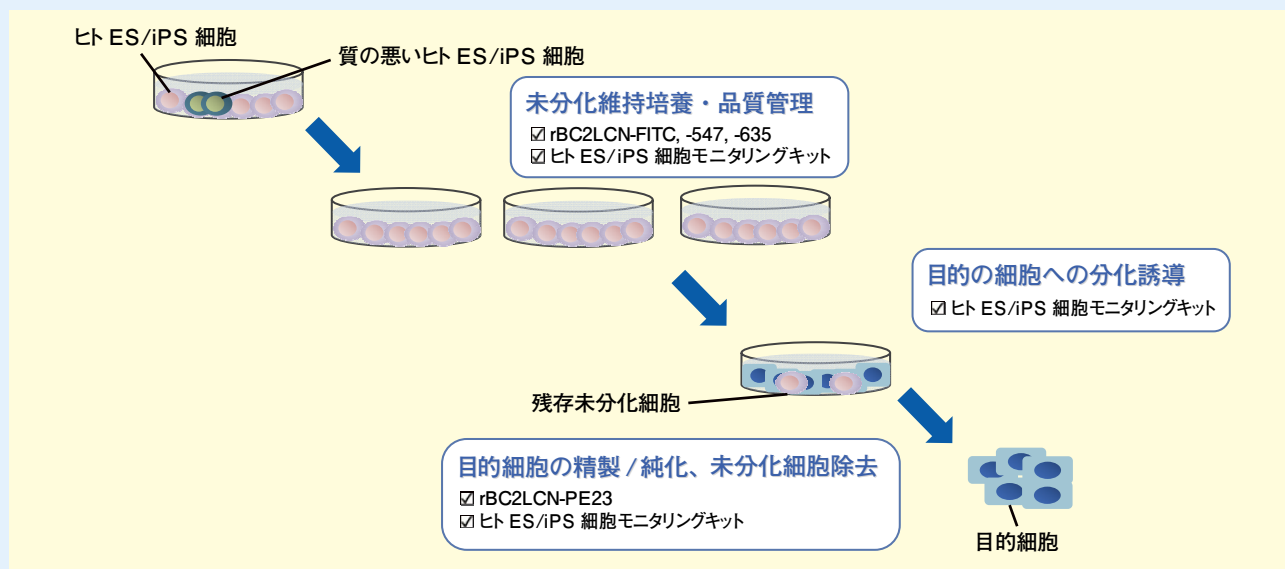 ヒト ES/iPS 細胞
質の悪いヒト ES/iPS 細胞
未分化維持培養・品質管理
☑ rBC2LCN-FITC, -547, -635
☑ ヒト ES/iPS 細胞モニタリングキット
目的の細胞への分化誘導
☑ ヒト ES/iPS 細胞モニタリングキット
残存未分化細胞
目的細胞の精製 / 純化、未分化細胞除去
☑ rBC2LCN-PE23
☑ ヒト ES/iPS 細胞モニタリングキット
目的細胞